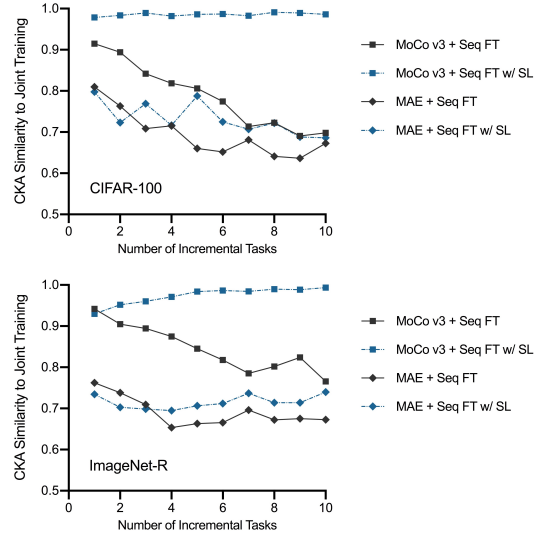 CKA Similarity to Joint Training
1.0
0.9
0.8
0.7
0.6
0.5
0 2 4 6 8 10
Number of Incremental Tasks
CIFAR-100
MoCo v3 + Seq FT
MoCo v3 + Seq FT w/ SL
MAE + Seq FT
MAE + Seq FT w/ SL
CKA Similarity to Joint Training
1.0
0.9
0.8
0.7
0.6
0.5
0 2 4 6 8 10
Number of Incremental Tasks
ImageNet-R
MoCo v3 + Seq FT
MoCo v3 + Seq FT w/ SL
MAE + Seq FT
MAE + Seq FT w/ SL